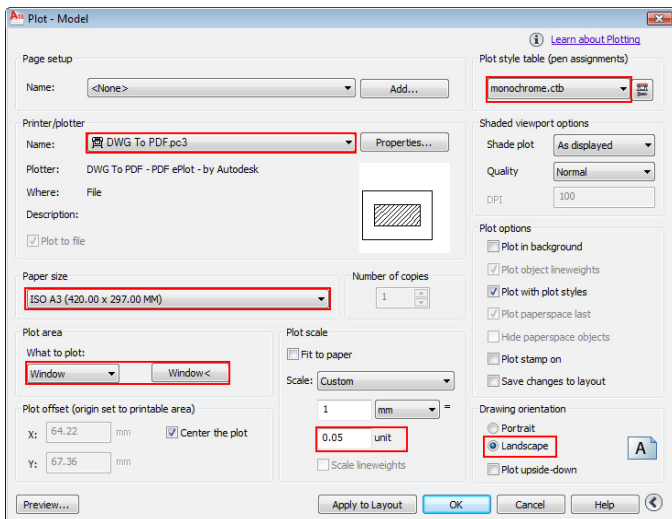 Plot - Model
Learn about Plotting
Page setup
Name: <None> Add...
Plot style table (pen assignments)
monochrome.ctb
Printer/plotter
Name: DWG To PDF.pc3 Properties...
Plotter: DWG To PDF - PDF ePlot - by Autodesk
Where: File
Description:
Plot to file
Shaded viewport options
Shade plot As displayed
Quality Normal
DPI 100
Paper size
ISO A3 (420.00 x 297.00 MM)
Number of copies
1
Plot area
What to plot:
Window Window<
Plot scale
Fit to paper
Scale: Custom
1 mm =
0.05 unit
Scale lineweights
Plot offset (origin set to printable area)
X: 64.22 mm Center the plot
Y: 67.36 mm
Plot options
Plot in background
Plot object lineweights
Plot with plot styles
Plot paperspace last
Hide paperspace objects
Plot stamp on
Save changes to layout
Drawing orientation
Portrait
Landscape
A
Plot upside-down
Preview... Apply to Layout OK Cancel Help